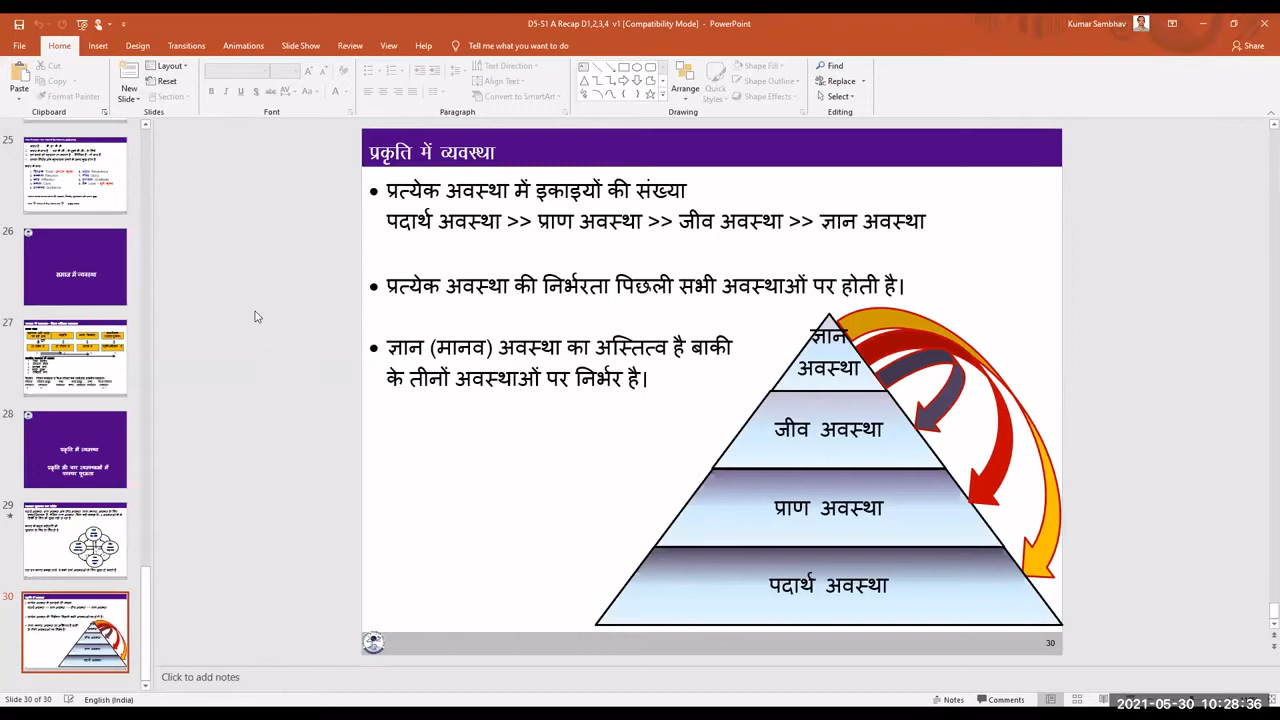 D5-S1 A Recap D1,2,3,4 v1 [Compatibility Mode] - PowerPoint
Kumar Sambhav
File Home Insert Design Transitions Animations Slide Show Review View Help Tell me what you want to do Share
Paste
Cut
Copy
Format Painter
Clipboard
New Slide
Layout
Reset
Section
Slides
Font
Text Direction
Align Text
Convert to SmartArt
Paragraph
Arrange
Quick Styles
Shape Fill
Shape Outline
Shape Effects
Drawing
Find
Replace
Select
Editing
25
26
समाज में व्यवस्था
27
28
प्रकृति में व्यवस्था
29
30
प्रकृति में व्यवस्था
• प्रत्येक अवस्था में इकाइयों की संख्या
पदार्थ अवस्था >> प्राण अवस्था >> जीव अवस्था >> ज्ञान अवस्था
• प्रत्येक अवस्था की निर्भरता पिछली सभी अवस्थाओं पर होती है।
• ज्ञान (मानव) अवस्था का अस्तित्व है बाकी
के तीनों अवस्थाओं पर निर्भर है।
ज्ञान
अवस्था
जीव अवस्था
प्राण अवस्था
पदार्थ अवस्था
30
Click to add notes
Slide 30 of 30 English (India) Notes Comments
2021-05-30 10:28:36